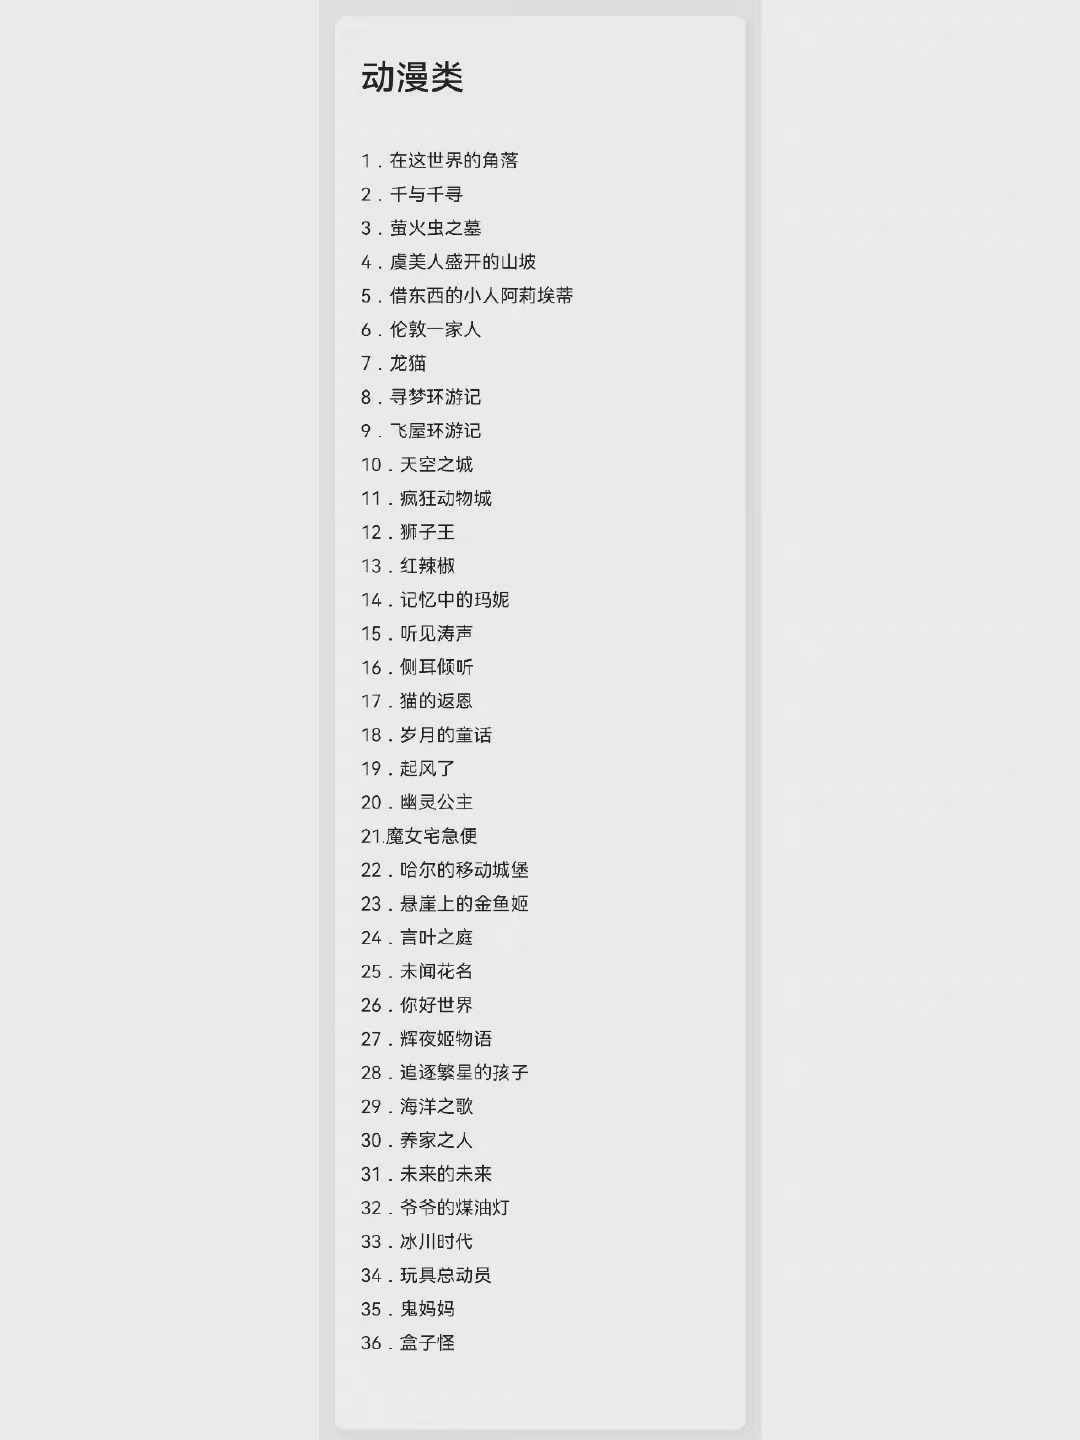 动漫类
1．在这世界的角落
2．千与千寻
3．萤火虫之墓
4．虞美人盛开的山坡
5．借东西的小人阿莉埃蒂
6．伦敦一家人
7．龙猫
8．寻梦环游记
9．飞屋环游记
10．天空之城
11．疯狂动物城
12．狮子王
13．红辣椒
14．记忆中的玛妮
15．听见涛声
16．侧耳倾听
17．猫的返恩
18．岁月的童话
19．起风了
20．幽灵公主
21.魔女宅急便
22．哈尔的移动城堡
23．悬崖上的金鱼姬
24．言叶之庭
25．未闻花名
26．你好世界
27．辉夜姬物语
28．追逐繁星的孩子
29．海洋之歌
30．养家之人
31．未来的未来
32．爷爷的煤油灯
33．冰川时代
34．玩具总动员
35．鬼妈妈
36．盒子怪